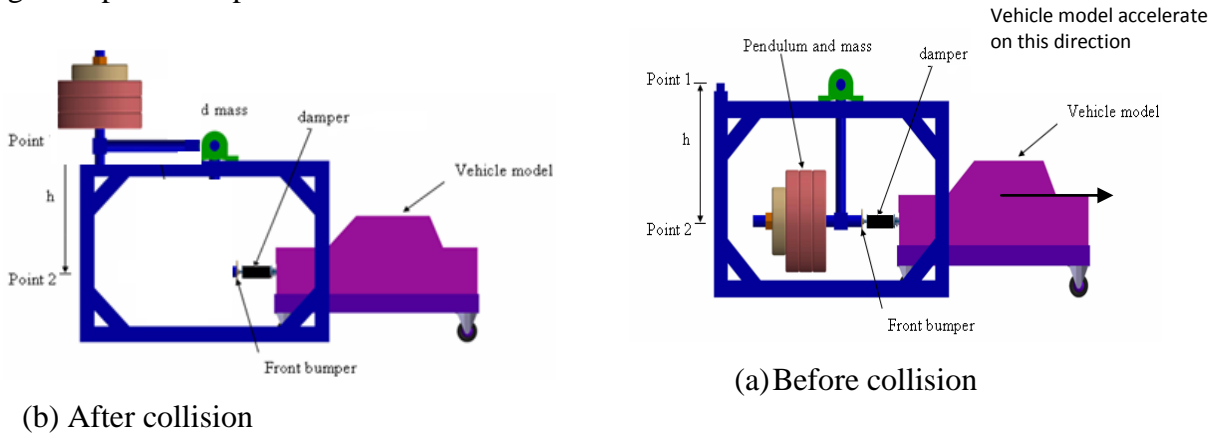 Vehicle model accelerate
on this direction
d mass
damper
Point
Vehicle model
h
Point 2
Front bumper
(b) After collision
Pendulum and mass
damper
Point 1
Vehicle model
h
Point 2
Front bumper
(a)Before collision